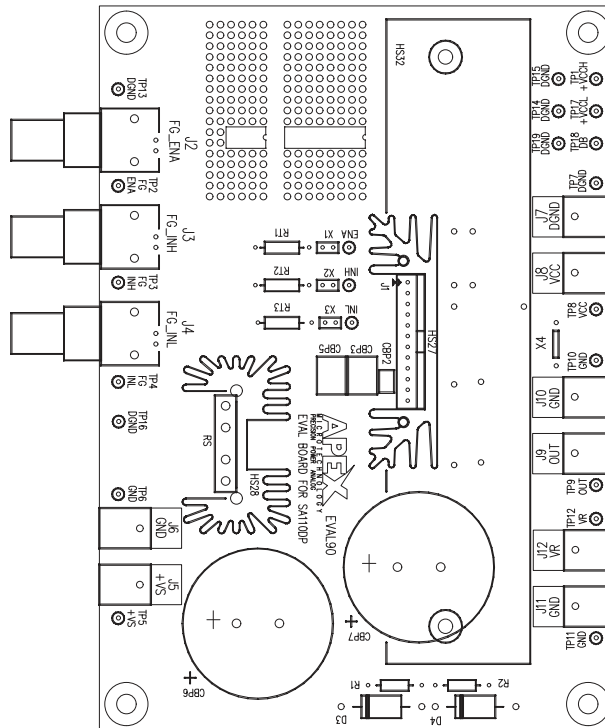 HS32
TP15
DGND
TP1
+VCCH
TP14
DGND
TP17
+VCCL
TP19
DGND
TP18
DB
TP7
DGND
TP13
DGND
J2
FG_ENA
TP2
FG
ENA
J3
FG_INH
TP3
FG
INH
J4
FG_INL
TP4
FG
INL
TP16
DGND
TP6
GND
J6
GND
J5
+VS
TP5
+VS
RT1
X1
ENA
RT2
X2
INH
RT3
X3
INL
J1
HS27
CBP5
CBP3
CBP2
RS
HS28
APEX
MICROTECHNOLOGY
PRECISION POWER ANALOG
EVAL BOARD FOR SA110DP
EVAL90
J7
DGND
J8
VCC
TP8
VCC
X4
TP10
GND
J10
GND
J9
OUT
TP9
OUT
TP12
VR
J12
VR
J11
GND
TP11
GND
CBP6
CBP7
R1
R2
D3
D4